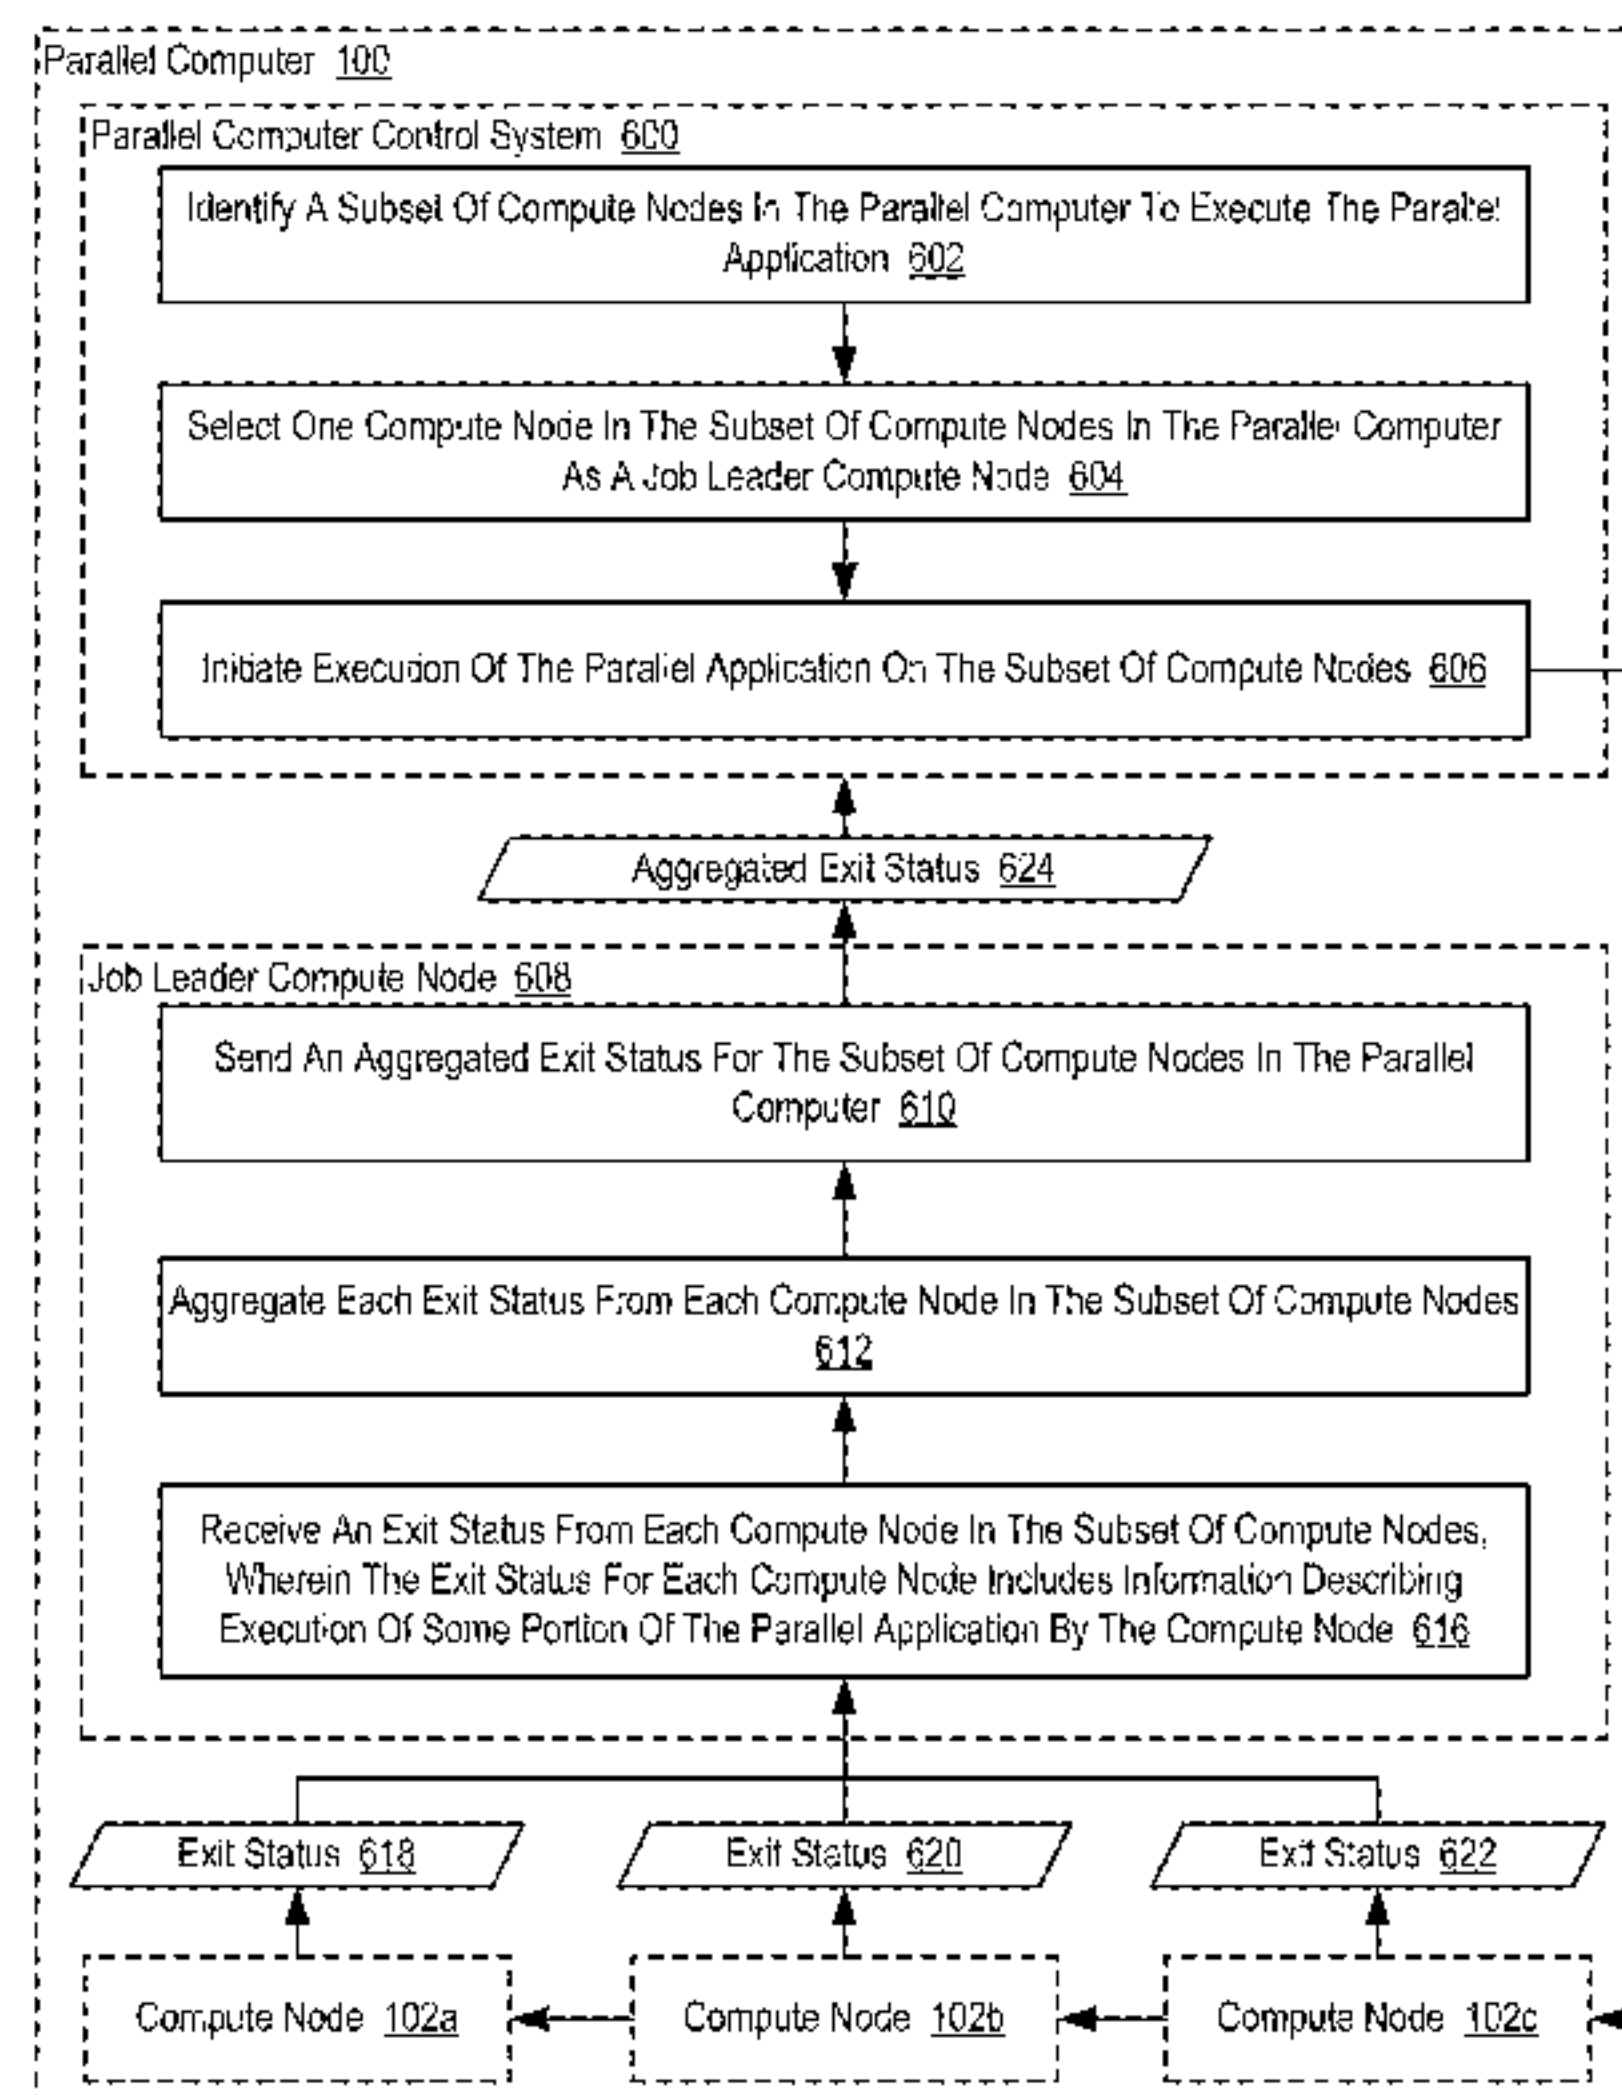 Parallel Computer 100
Parallel Computer Control System 600
Identify A Subset Of Compute Nodes In The Parallel Computer To Execute The Parallel
Application 602
Select One Compute Node In The Subset Of Compute Nodes In The Parallel Computer
As A Job Leader Compute Node 604
Initiate Execution Of The Parallel Application On The Subset Of Compute Nodes 606
Aggregated Exit Status 624
Job Leader Compute Node 608
Send An Aggregated Exit Status For The Subset Of Compute Nodes In The Parallel
Computer 610
Aggregate Each Exit Status From Each Compute Node In The Subset Of Compute Nodes
612
Receive An Exit Status From Each Compute Node In The Subset Of Compute Nodes,
Wherein The Exit Status For Each Compute Node Includes Information Describing
Execution Of Some Portion Of The Parallel Application By The Compute Node 616
Exit Status 618
Exit Status 620
Exit Status 622
Compute Node 102a
Compute Node 102b
Compute Node 102c